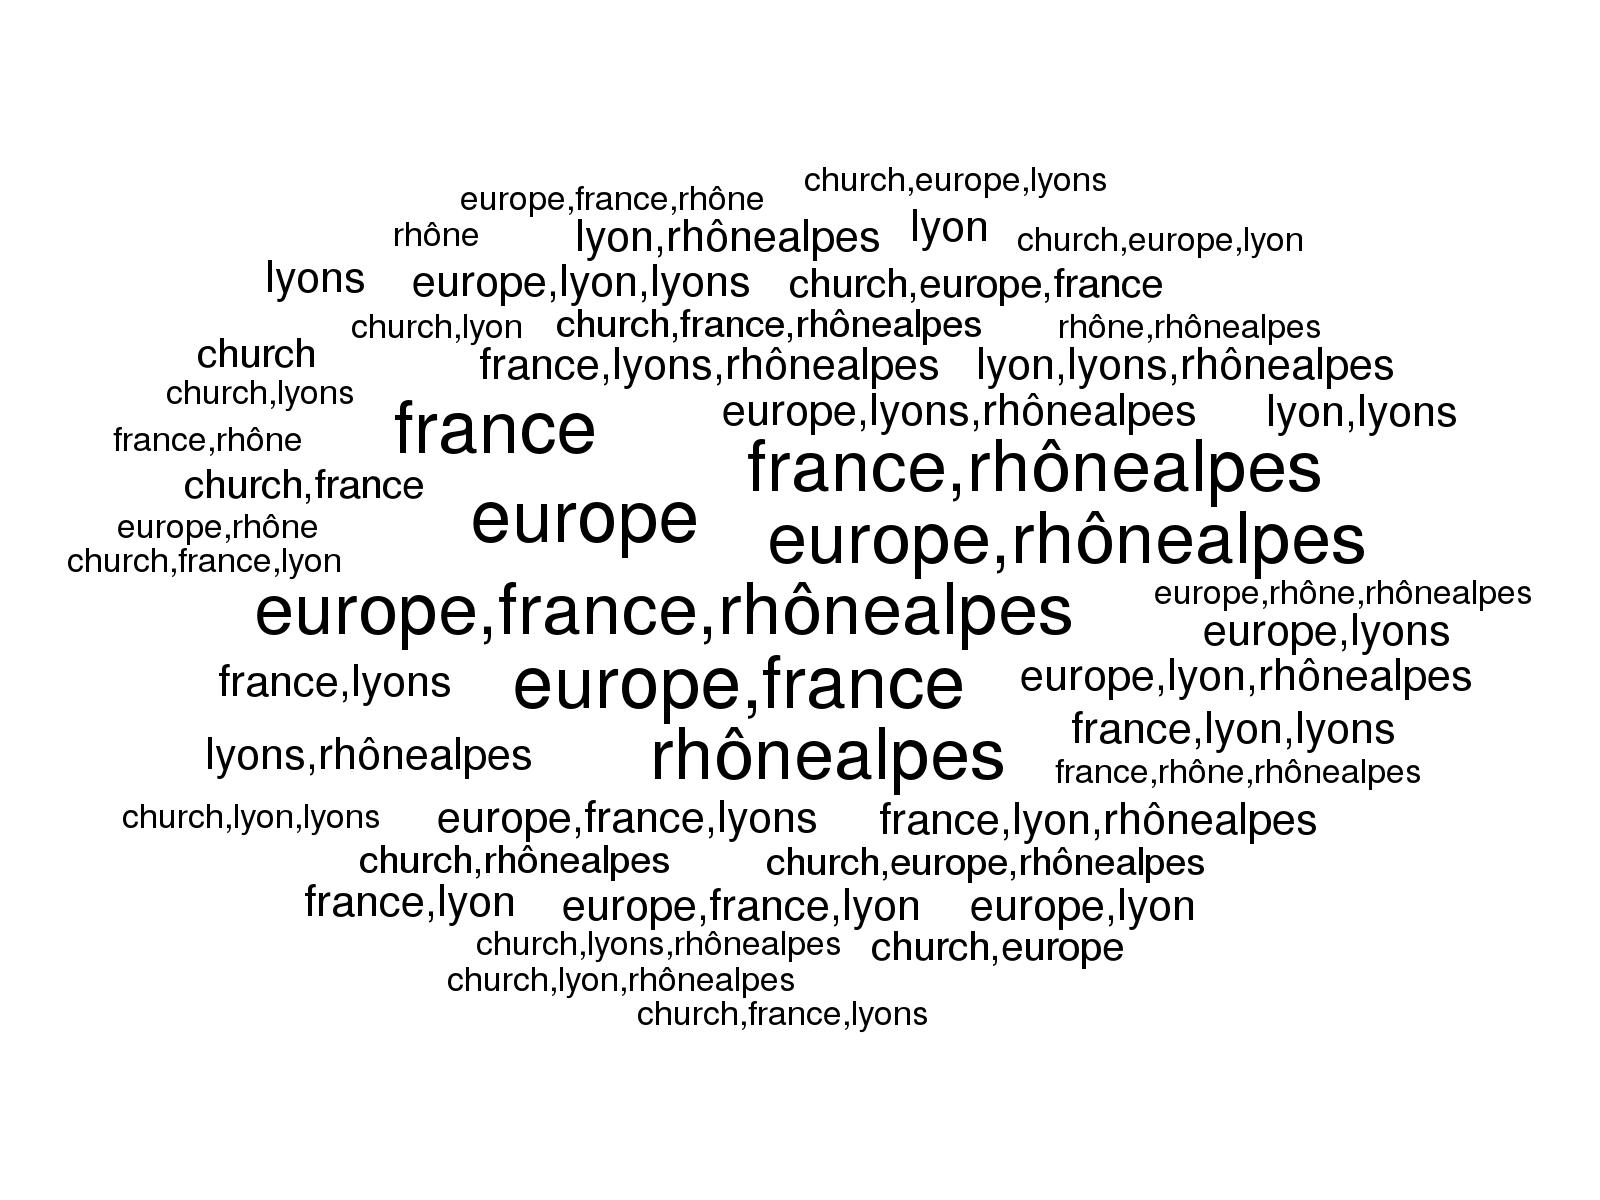 church,europe,lyons
europe,france,rhône
rhône lyon,rhônealpes lyon church,europe,lyon
lyons europe,lyon,lyons church,europe,france
church,lyon church,france,rhônealpes rhône,rhônealpes
church france,lyons,rhônealpes lyon,lyons,rhônealpes
church,lyons
france europe,lyons,rhônealpes lyon,lyons
france,rhône
france,rhônealpes
church,france
europe
europe,rhône europe,rhônealpes
church,france,lyon
europe,france,rhônealpes europe,rhône,rhônealpes
europe,lyons
france,lyons europe,france europe,lyon,rhônealpes
france,lyon,lyons
lyons,rhônealpes rhônealpes
france,rhône,rhônealpes
church,lyon,lyons europe,france,lyons france,lyon,rhônealpes
church,rhônealpes church,europe,rhônealpes
france,lyon europe,france,lyon europe,lyon
church,lyons,rhônealpes church,europe
church,lyon,rhônealpes
church,france,lyons